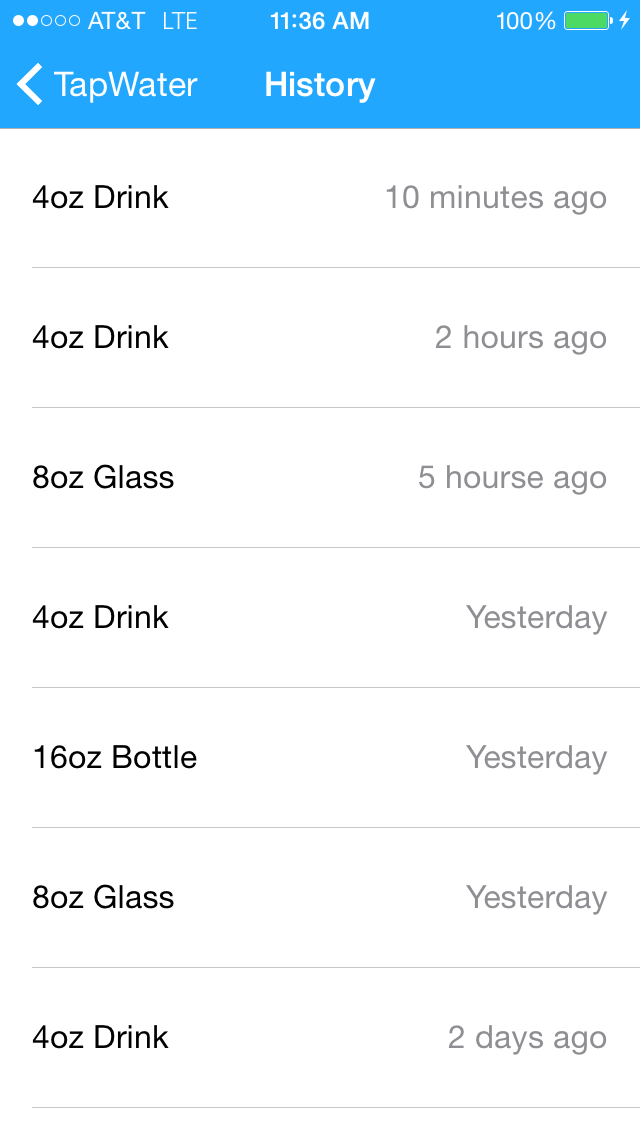 AT&T LTE 11:36 AM 100%
TapWater History
4oz Drink 10 minutes ago
4oz Drink 2 hours ago
8oz Glass 5 hourse ago
4oz Drink Yesterday
16oz Bottle Yesterday
8oz Glass Yesterday
4oz Drink 2 days ago